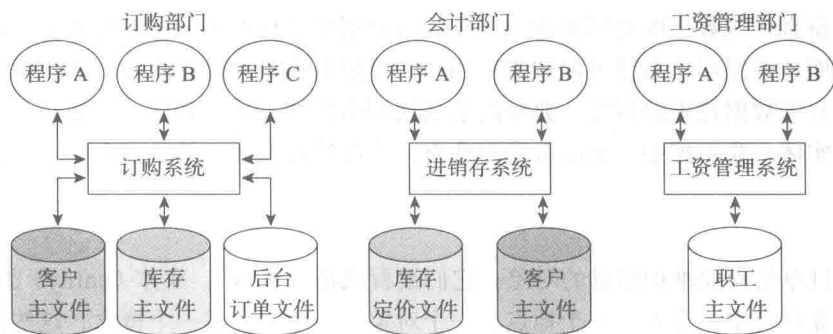 订购部门 会计部门 工资管理部门
程序 A 程序 B 程序 C 程序 A 程序 B 程序 A 程序 B
订购系统 进销存系统 工资管理系统
客户 库存 后台 库存 客户 职工
主文件 主文件 订单文件 定价文件 主文件 主文件